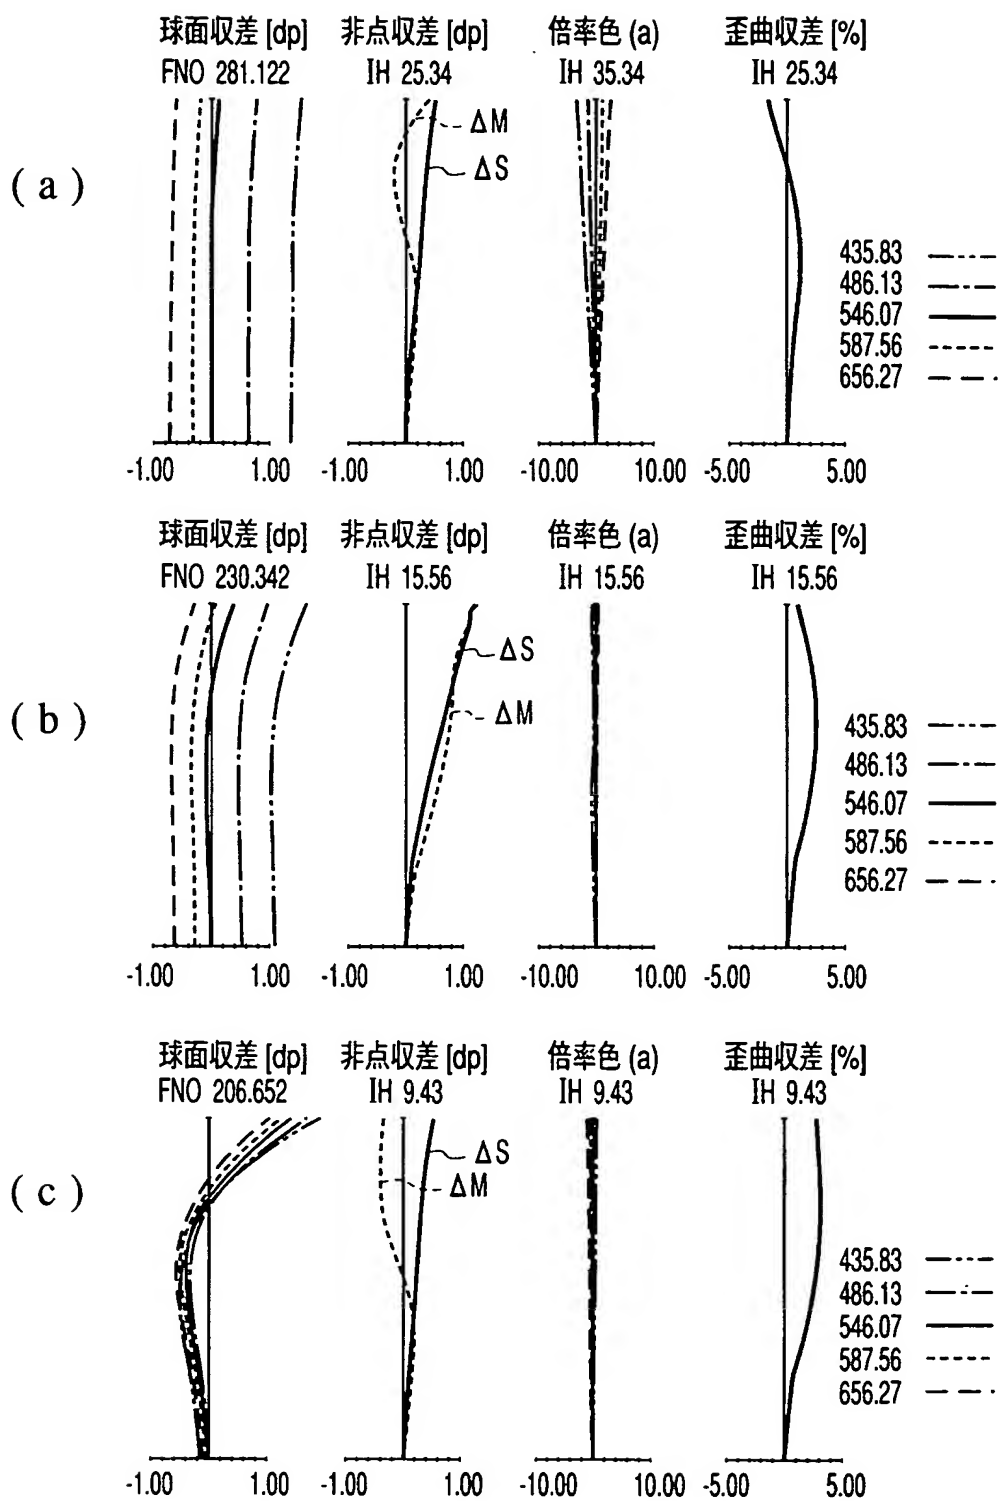 球面収差 [dp] 非点収差 [dp] 倍率色 (a) 歪曲収差 [%]
FNO 281.122 IH 25.34 IH 35.34 IH 25.34
ΔM
ΔS
( a )
435.83
486.13
546.07
587.56
656.27
-1.00 1.00 -1.00 1.00 -10.00 10.00 -5.00 5.00
球面収差 [dp] 非点収差 [dp] 倍率色 (a) 歪曲収差 [%]
FNO 230.342 IH 15.56 IH 15.56 IH 15.56
ΔS
ΔM
( b )
435.83
486.13
546.07
587.56
656.27
-1.00 1.00 -1.00 1.00 -10.00 10.00 -5.00 5.00
球面収差 [dp] 非点収差 [dp] 倍率色 (a) 歪曲収差 [%]
FNO 206.652 IH 9.43 IH 9.43 IH 9.43
ΔS
ΔM
( c )
435.83
486.13
546.07
587.56
656.27
-1.00 1.00 -1.00 1.00 -10.00 10.00 -5.00 5.00